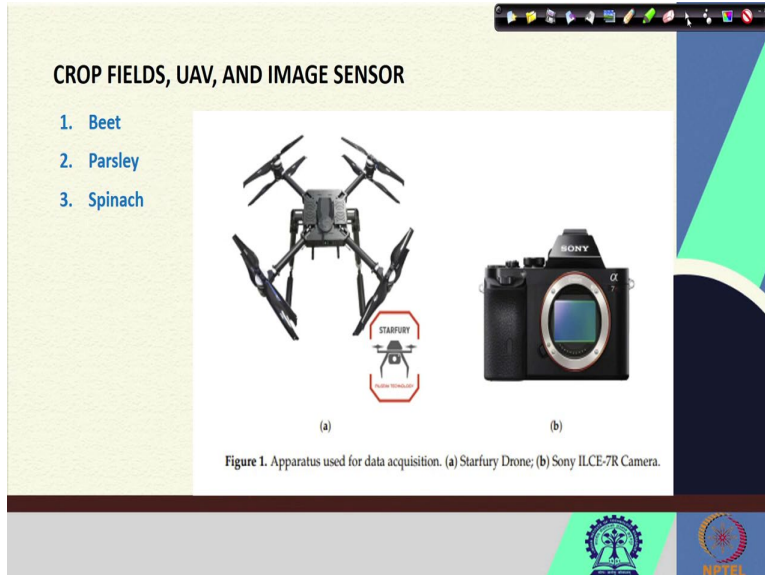 CROP FIELDS, UAV, AND IMAGE SENSOR
1. Beet
2. Parsley
3. Spinach
STARFURY
SONY
α
7
(a)
(b)
Figure 1. Apparatus used for data acquisition. (a) Starfury Drone; (b) Sony ILCE-7R Camera.
NPTEL